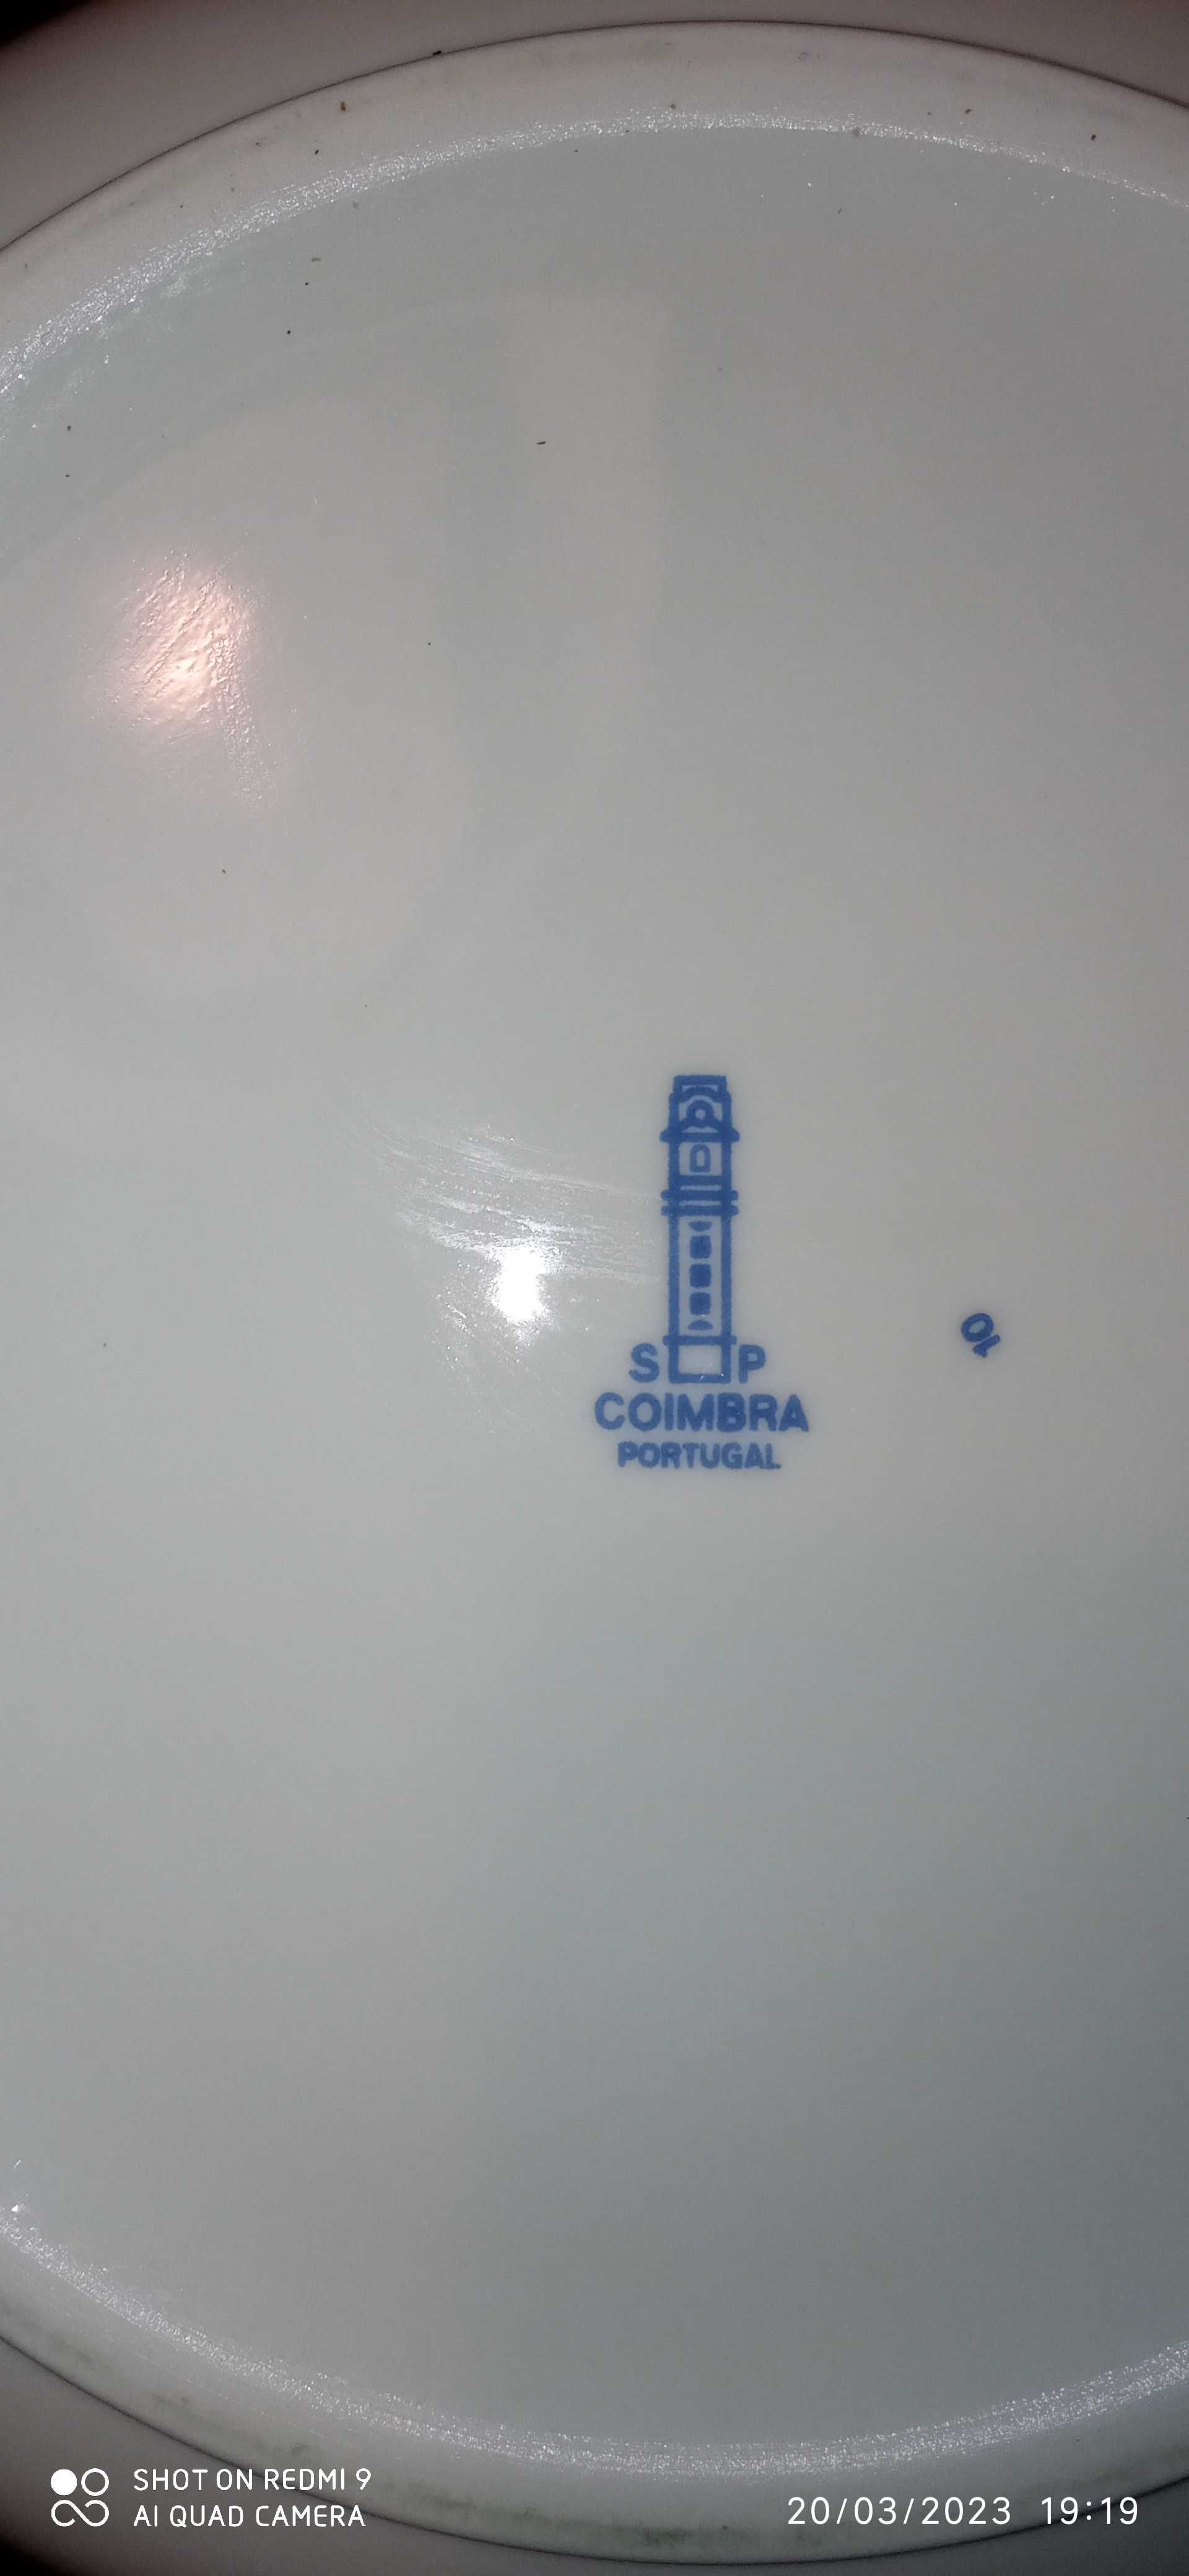 S P
COIMBRA
PORTUGAL
10
SHOT ON REDMI 9
AI QUAD CAMERA
20/03/2023 19:19